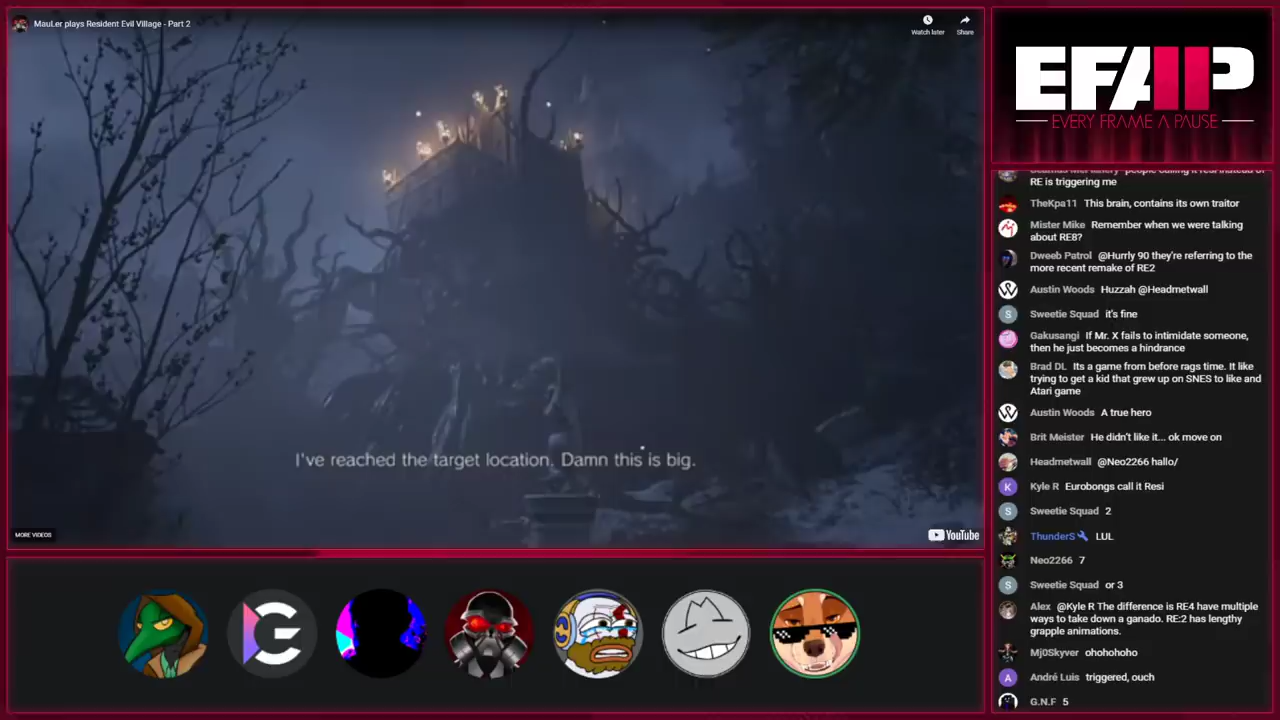 MauLer plays Resident Evil Village - Part 2
Watch later
Share
I've reached the target location. Damn this is big.
MORE VIDEOS
YouTube
EFAP
EVERY FRAME A PAUSE
people calling it resi instead of
RE is triggering me
TheKpa11 This brain, contains its own traitor
Mister Mike Remember when we were talking
about RE8?
Dweeb Patrol @Hurrly 90 they're referring to the
more recent remake of RE2
Austin Woods Huzzah @Headmetwall
S
Sweetie Squad it's fine
Gakusangi If Mr. X fails to intimidate someone,
then he just becomes a hindrance
Brad DL Its a game from before rags time. It like
trying to get a kid that grew up on SNES to like and
Atari game
Austin Woods A true hero
Brit Meister He didn't like it... ok move on
Headmetwall @Neo2266 hallo/
K
Kyle R Eurobongs call it Resi
S
Sweetie Squad 2
ThunderS LUL
Neo2266 7
S
Sweetie Squad or 3
Alex @Kyle R The difference is RE4 have multiple
ways to take down a ganado. RE:2 has lengthy
grapple animations.
Mj0Skyver ohohohoho
A
André Luis triggered, ouch
G.N.F 5